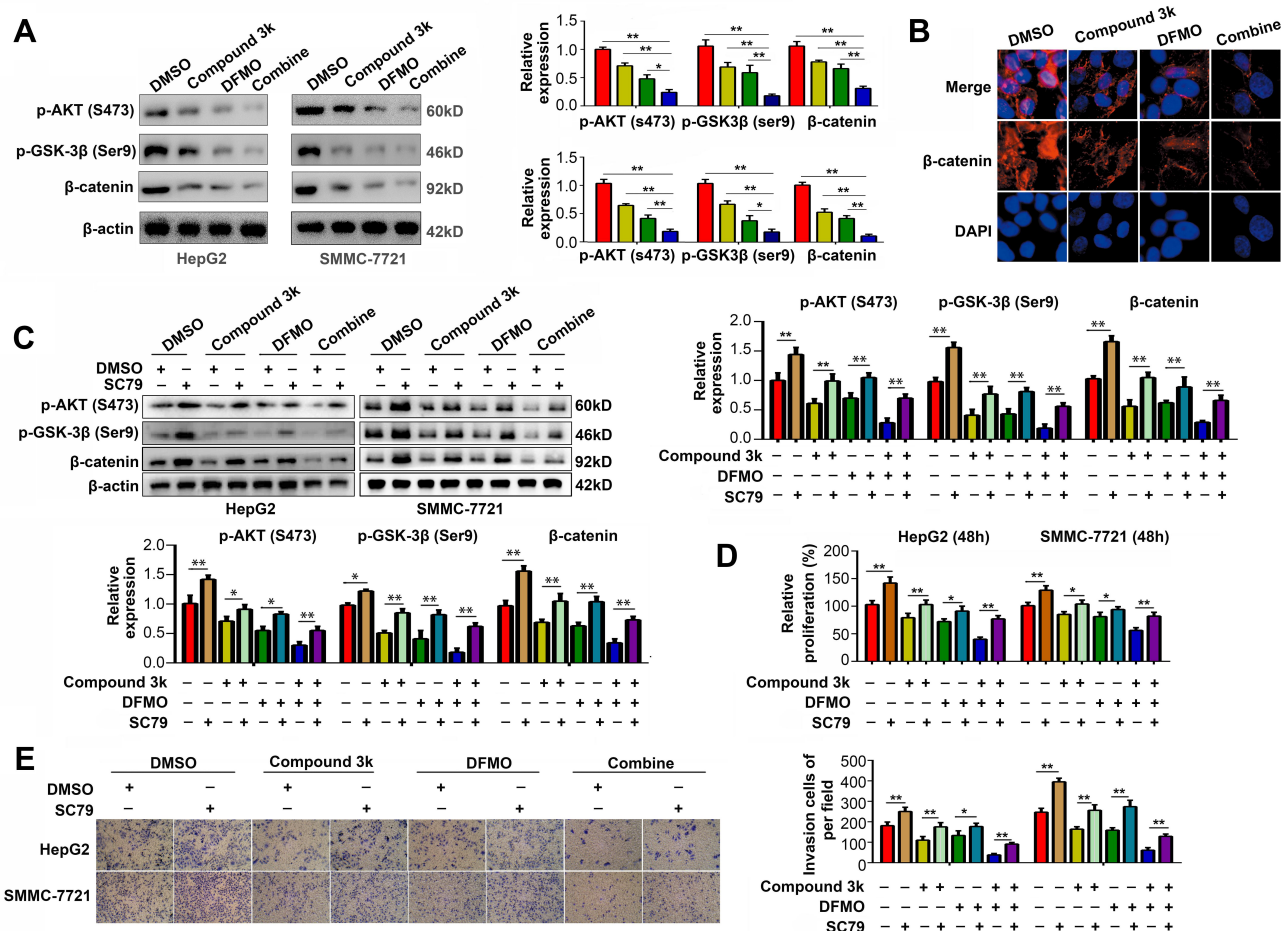 A
DMSO
Compound 3k
DFMO
Combine
DMSO
Compound 3k
DFMO
Combine
p-AKT (S473)
60kD
p-GSK-3β (Ser9)
46kD
β-catenin
92kD
β-actin
42kD
HepG2
SMMC-7721
Relative expression
1.5
1.0
0.5
0.0
**
**
*
**
**
**
**
**
**
p-AKT (s473)
p-GSK3β (ser9)
β-catenin
Relative expression
1.5
1.0
0.5
0.0
**
**
**
**
**
*
**
**
**
p-AKT (s473)
p-GSK3β (ser9)
β-catenin
B
DMSO
Compound 3k
DFMO
Combine
Merge
β-catenin
DAPI
C
DMSO
Compound 3k
DFMO
Combine
DMSO
Compound 3k
DFMO
Combine
DMSO + − + − + − + − + − + − + − + −
SC79 − + − + − + − + − + − + − + − +
p-AKT (S473)
60kD
p-GSK-3β (Ser9)
46kD
β-catenin
92kD
β-actin
42kD
HepG2
SMMC-7721
p-AKT (S473)
p-GSK-3β (Ser9)
β-catenin
Relative expression
2.0
1.5
1.0
0.5
0.0
** ** ** **
** ** ** **
** ** ** **
Compound 3k − − + + − − + + − − + + − − + + − − + + − − + +
DFMO − − − − + + + + − − − − + + + + − − − − + + + +
SC79 − + − + − + − + − + − + − + − + − + − + − + − +
p-AKT (S473)
p-GSK-3β (Ser9)
β-catenin
Relative expression
2.0
1.5
1.0
0.5
0.0
** * * **
* ** ** **
** ** ** **
Compound 3k − − + + − − + + − − + + − − + + − − + + − − + +
DFMO − − − − + + + + − − − − + + + + − − − − + + + +
SC79 − + − + − + − + − + − + − + − + − + − + − + − +
D
HepG2 (48h)
SMMC-7721 (48h)
Relative proliferation (%)
200
150
100
50
0
** ** * **
** * * **
Compound 3k − − + + − − + + − − + + − − + +
DFMO − − − − + + + + − − − − + + + +
SC79 − + − + − + − + − + − + − + − +
E
DMSO
Compound 3k
DFMO
Combine
DMSO + − + − + − + −
SC79 − + − + − + − +
HepG2
SMMC-7721
Invasion cells of per field
500
400
300
200
100
0
** ** * **
** ** ** **
Compound 3k − − + + − − + + − − + + − − + +
DFMO − − − − + + + + − − − − + + + +
SC79 − + − + − + − + − + − + − + − +